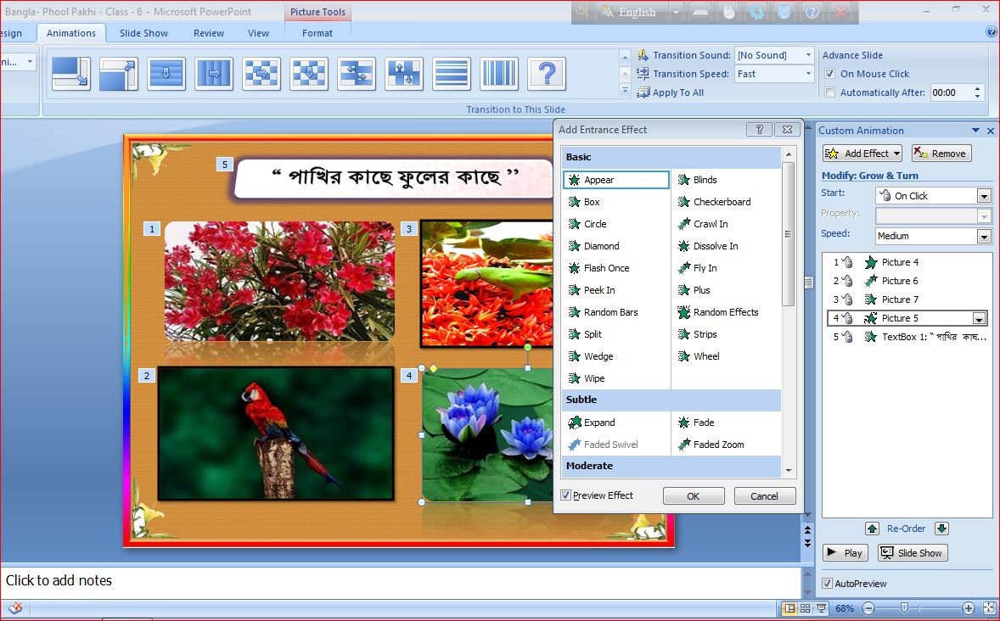 Bangla- Phool Pakhi - Class - 6 - Microsoft PowerPoint
Picture Tools
English
esign Animations Slide Show Review View Format
ni...
Transition Sound: [No Sound]
Transition Speed: Fast
Apply To All
Advance Slide
On Mouse Click
Automatically After: 00:00
Transition to This Slide
5
“ পাখির কাছে ফুলের কাছে ’’
1
3
2
4
Add Entrance Effect
Basic
Appear Blinds
Box Checkerboard
Circle Crawl In
Diamond Dissolve In
Flash Once Fly In
Peek In Plus
Random Bars Random Effects
Split Strips
Wedge Wheel
Wipe
Subtle
Expand Fade
Faded Swivel Faded Zoom
Moderate
Preview Effect OK Cancel
Custom Animation
Add Effect Remove
Modify: Grow & Turn
Start: On Click
Property:
Speed: Medium
1 Picture 4
2 Picture 6
3 Picture 7
4 Picture 5
5 TextBox 1: “ পাখির কাছ...
Re-Order
Play Slide Show
AutoPreview
Click to add notes
68%